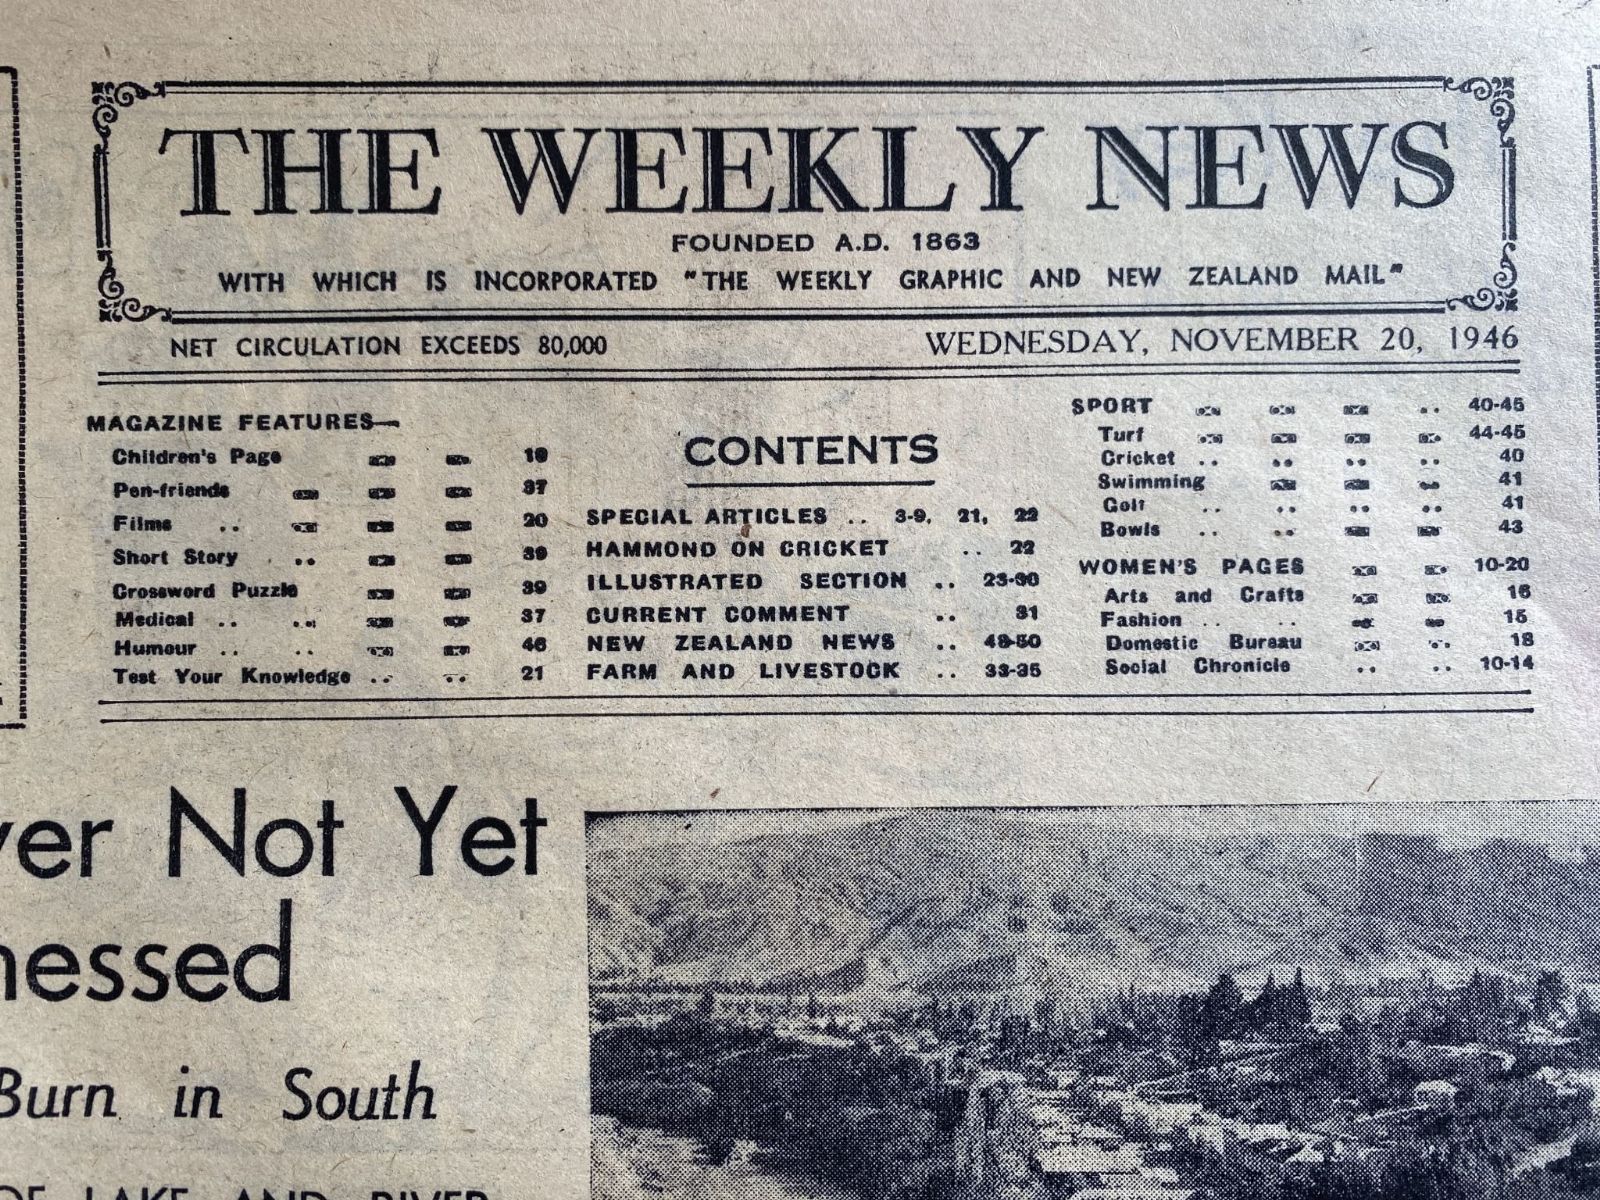 THE WEEKLY NEWS
FOUNDED A.D. 1863
WITH WHICH IS INCORPORATED "THE WEEKLY GRAPHIC AND NEW ZEALAND MAIL"
NET CIRCULATION EXCEEDS 80,000
WEDNESDAY, NOVEMBER 20, 1946
MAGAZINE FEATURES—
Children's Page
Pen-friends 37
Films .. 20
Short Story .. 39
Crossword Puzzle 39
Medical .. .. 37
Humour .. .. 46
Test Your Knowledge .. .. 21
CONTENTS
SPECIAL ARTICLES .. 3-9, 21, 22
HAMMOND ON CRICKET .. 22
ILLUSTRATED SECTION .. 23-30
CURRENT COMMENT .. 31
NEW ZEALAND NEWS ..
FARM AND LIVESTOCK .. 33-35
SPORT .. 40-45
Turf 44-45
Cricket .. .. .. .. 40
Swimming 41
Golf .. .. .. .. 41
Bowls .. .. 43
WOMEN'S PAGES 10-20
Arts and Crafts 16
Fashion .. .. 15
Domestic Bureau .. 18
Social Chronicle .. .. 10-14
ver Not Yet
nessed
Burn in South
OF LAKE AND RIVER